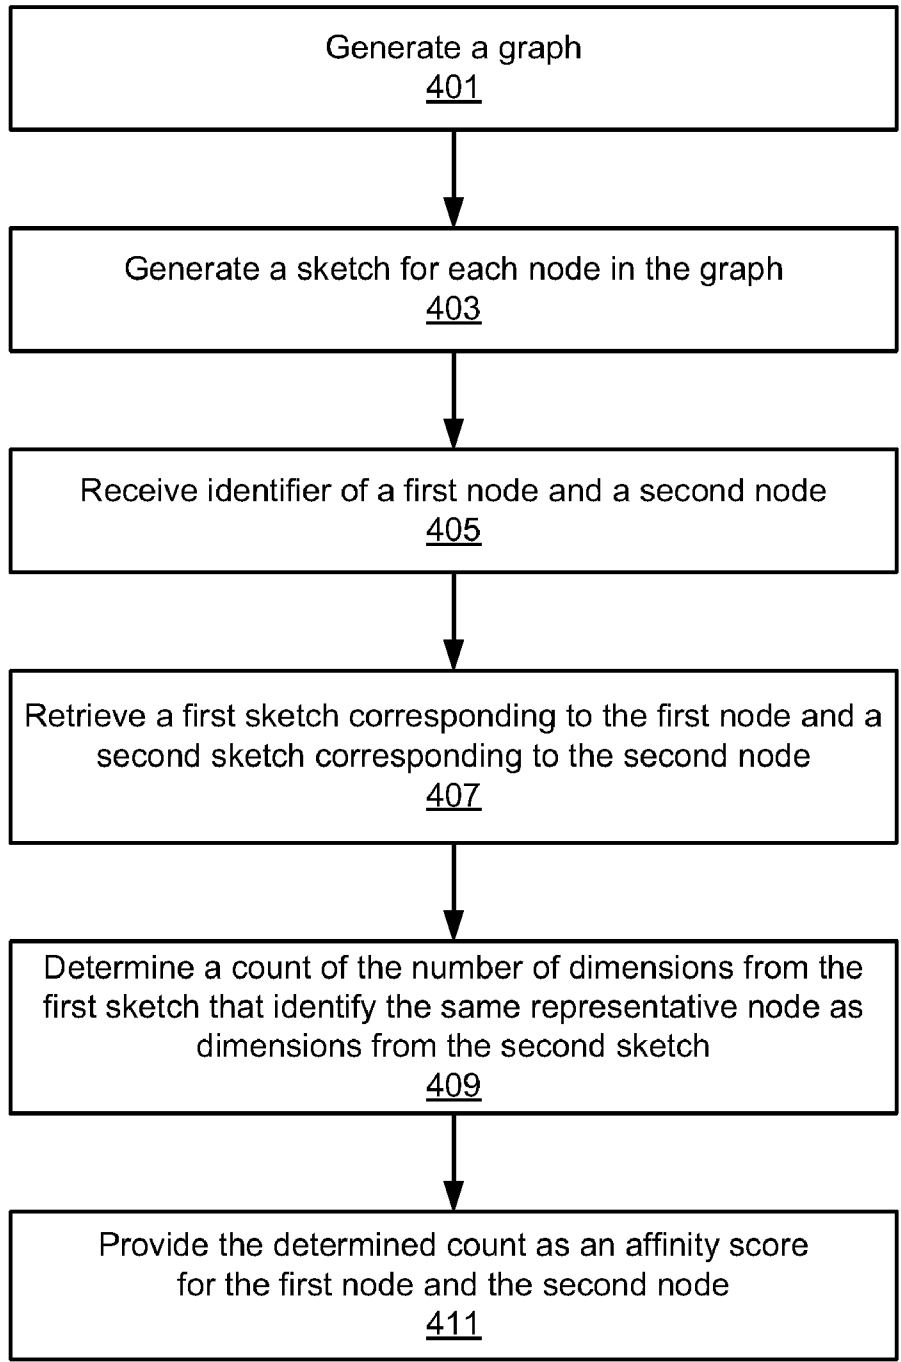 Generate a graph
401
Generate a sketch for each node in the graph
403
Receive identifier of a first node and a second node
405
Retrieve a first sketch corresponding to the first node and a
second sketch corresponding to the second node
407
Determine a count of the number of dimensions from the
first sketch that identify the same representative node as
dimensions from the second sketch
409
Provide the determined count as an affinity score
for the first node and the second node
411